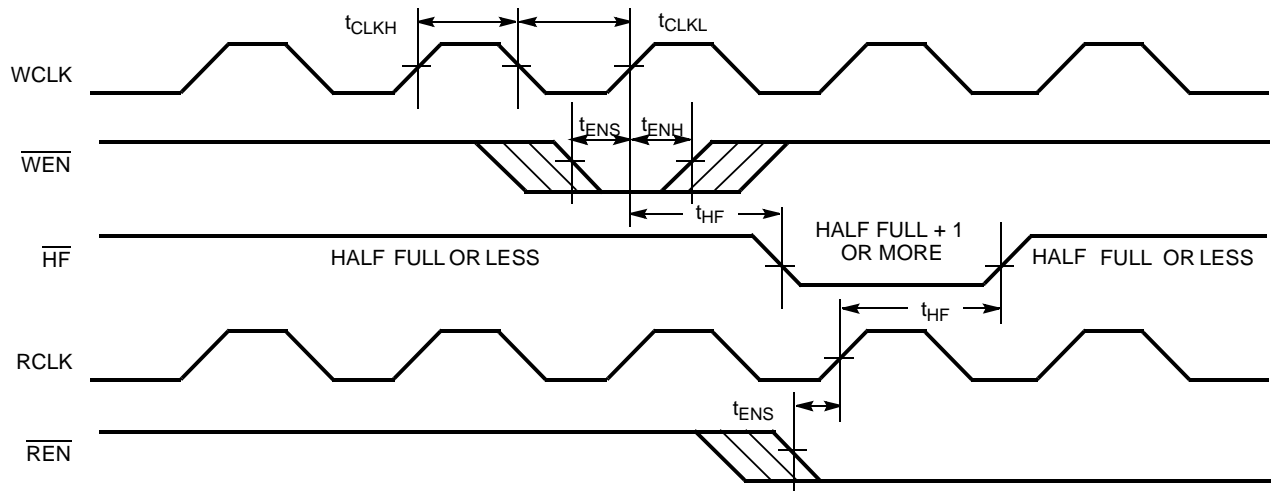 tCLKH tCLKL
WCLK
tENS tENH
WEN
tHF
HF
HALF FULL OR LESS
HALF FULL + 1
OR MORE
HALF FULL OR LESS
tHF
RCLK
tENS
REN